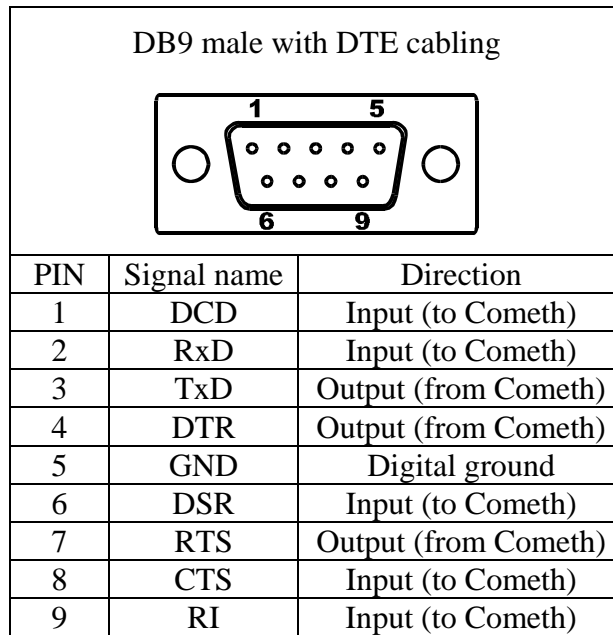 DB9 male with DTE cabling
1 5
6 9
PIN Signal name Direction
1 DCD Input (to Cometh)
2 RxD Input (to Cometh)
3 TxD Output (from Cometh)
4 DTR Output (from Cometh)
5 GND Digital ground
6 DSR Input (to Cometh)
7 RTS Output (from Cometh)
8 CTS Input (to Cometh)
9 RI Input (to Cometh)